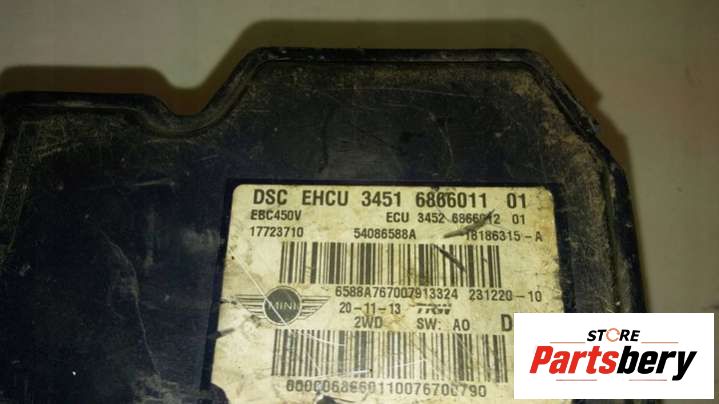 DSC EHCU 3451 6866011 01
EBC450V ECU 3452 6866012 01
17723710 54086588A 18186315-A
6588A767007913324 231220-10
MINI 20-11-13 TRW
2WD SW: A0 D
STORE
Partsbery